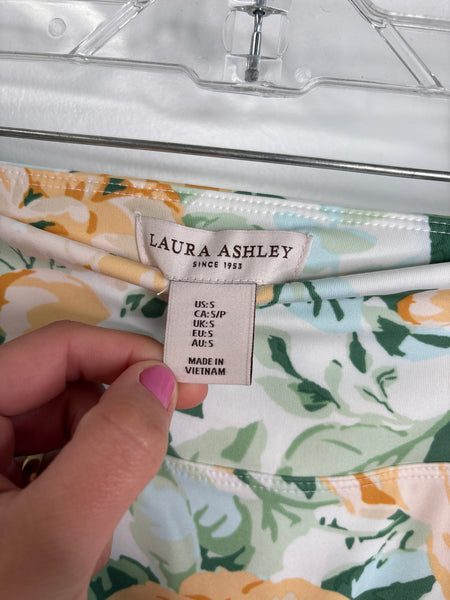 LAURA ASHLEY
SINCE 1953
US:S
CA:S/P
UK:S
EU:S
AU:S
MADE IN
VIETNAM